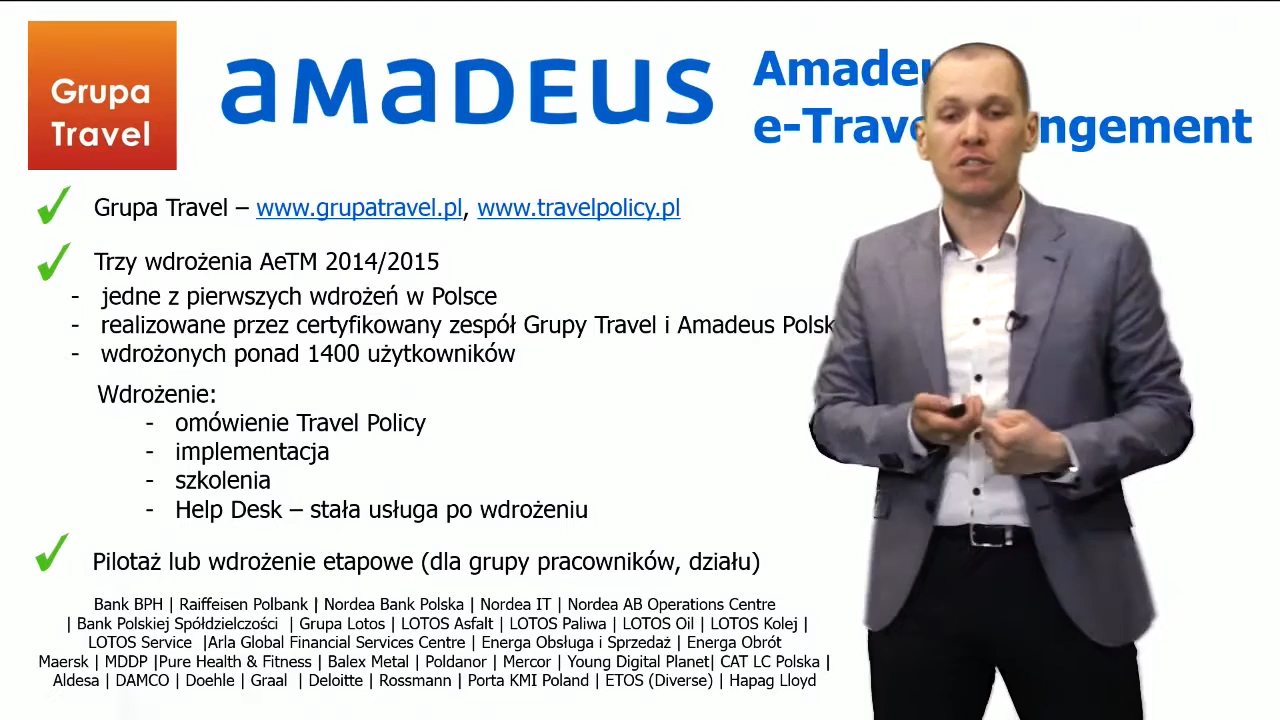 Grupa
Travel
amadeus
Amadeu
e-Trave ngement
Grupa Travel – www.grupatravel.pl, www.travelpolicy.pl
Trzy wdrożenia AeTM 2014/2015
- jedne z pierwszych wdrożeń w Polsce
- realizowane przez certyfikowany zespół Grupy Travel i Amadeus Polsk
- wdrożonych ponad 1400 użytkowników
Wdrożenie:
- omówienie Travel Policy
- implementacja
- szkolenia
- Help Desk – stała usługa po wdrożeniu
Pilotaż lub wdrożenie etapowe (dla grupy pracowników, działu)
Bank BPH | Raiffeisen Polbank | Nordea Bank Polska | Nordea IT | Nordea AB Operations Centre
| Bank Polskiej Spółdzielczości | Grupa Lotos | LOTOS Asfalt | LOTOS Paliwa | LOTOS Oil | LOTOS Kolej |
LOTOS Service |Arla Global Financial Services Centre | Energa Obsługa i Sprzedaż | Energa Obrót
Maersk | MDDP |Pure Health & Fitness | Balex Metal | Poldanor | Mercor | Young Digital Planet| CAT LC Polska |
Aldesa | DAMCO | Doehle | Graal | Deloitte | Rossmann | Porta KMI Poland | ETOS (Diverse) | Hapag Lloyd